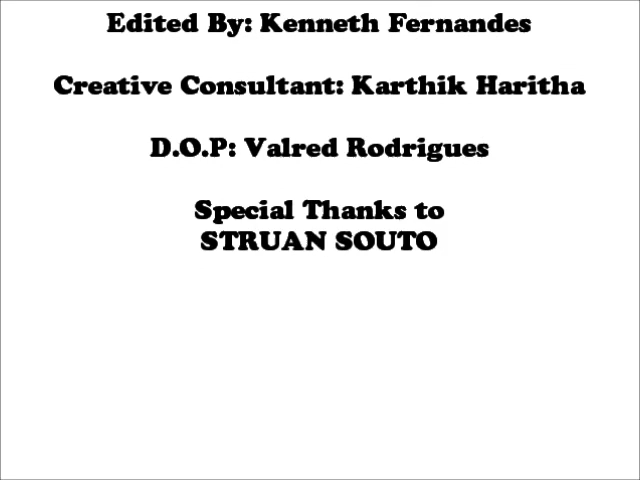 Edited By: Kenneth Fernandes
Creative Consultant: Karthik Haritha
D.O.P: Valred Rodrigues
Special Thanks to
STRUAN SOUTO